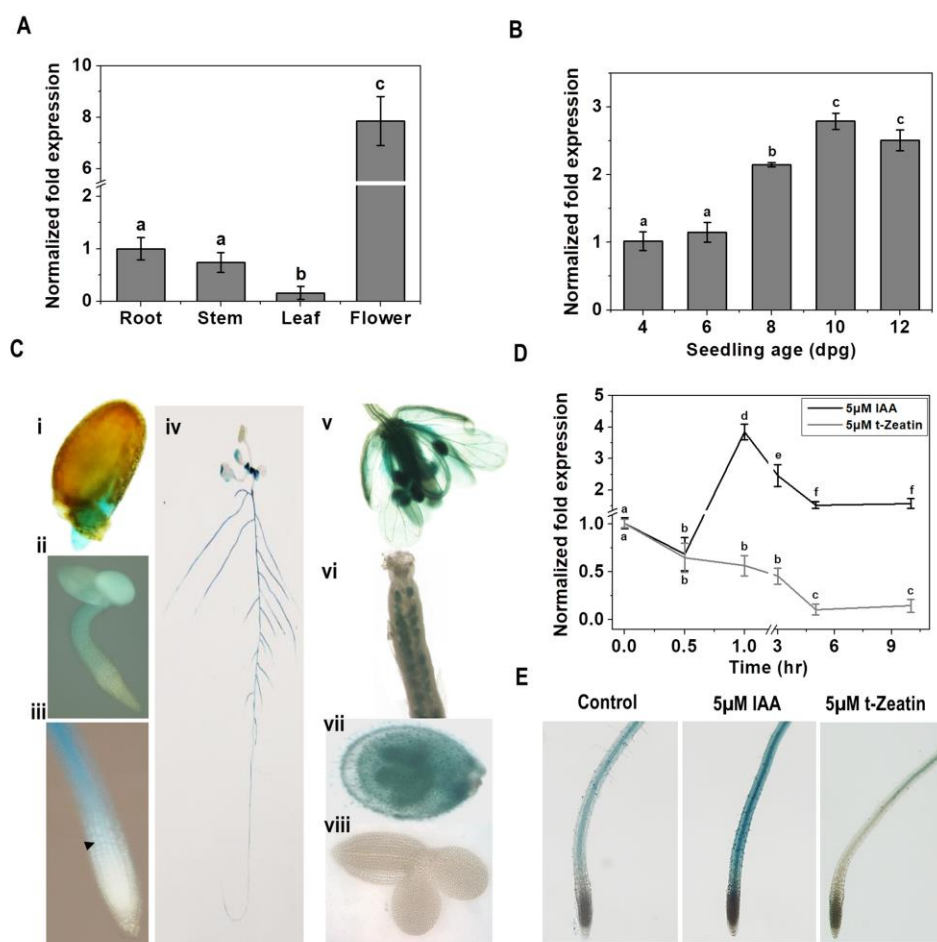 A
Normalized fold expression
10
8
6
2
1
0
a
a
b
c
Root
Stem
Leaf
Flower
B
Normalized fold expression
3
2
1
0
a
a
b
c
c
4
6
8
10
12
Seedling age (dpg)
C
i
ii
iii
iv
v
vi
vii
viii
D
Normalized fold expression
5
4
3
2
1.0
0.5
0.0
5µM IAA
5µM t-Zeatin
a
a
b
b
d
b
e
b
f
c
f
c
0.0
0.5
1.0
3
6
9
Time (hr)
E
Control
5µM IAA
5µM t-Zeatin